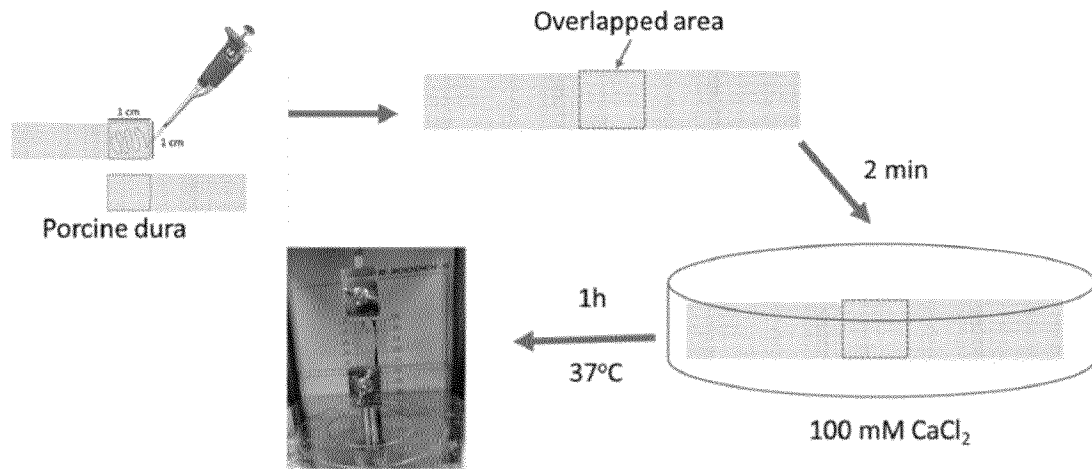 Overlapped area
1 cm
1 cm
Porcine dura
2 min
1h
37°C
100 mM CaCl₂